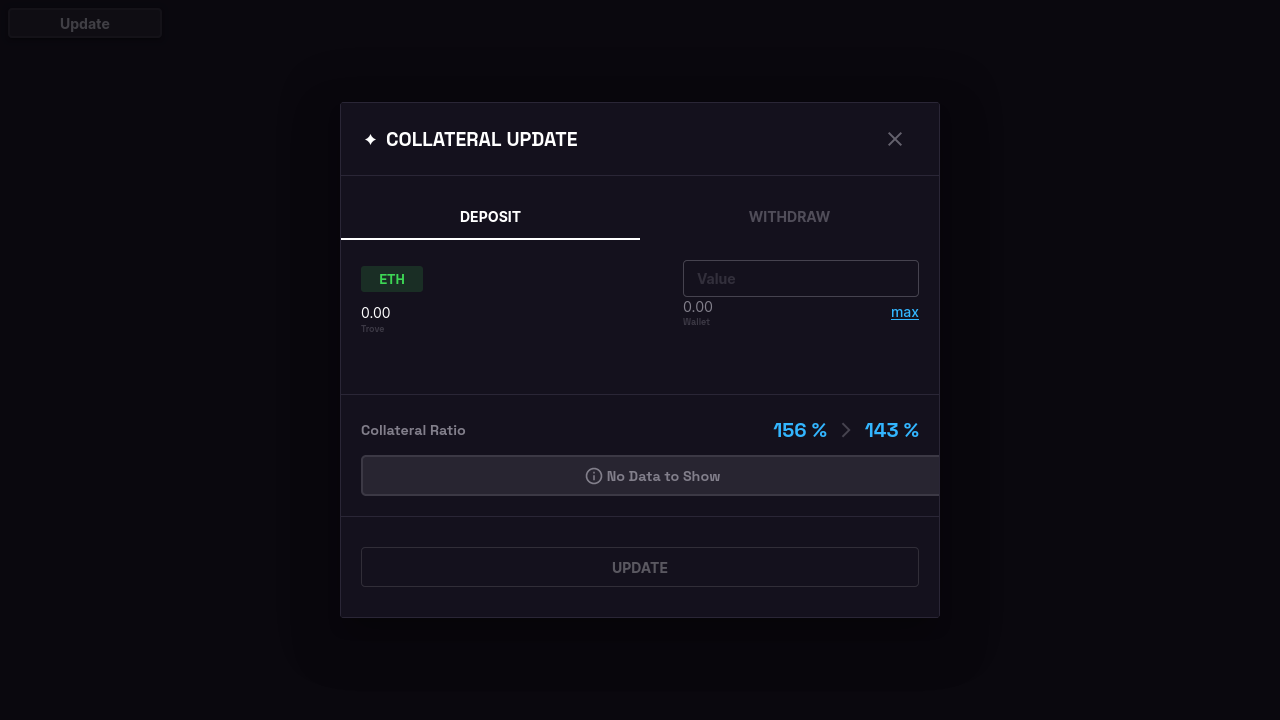 Update
✦ COLLATERAL UPDATE
DEPOSIT
WITHDRAW
ETH
Value
0.00
Trove
0.00
Wallet
max
Collateral Ratio
156 %
143 %
No Data to Show
UPDATE